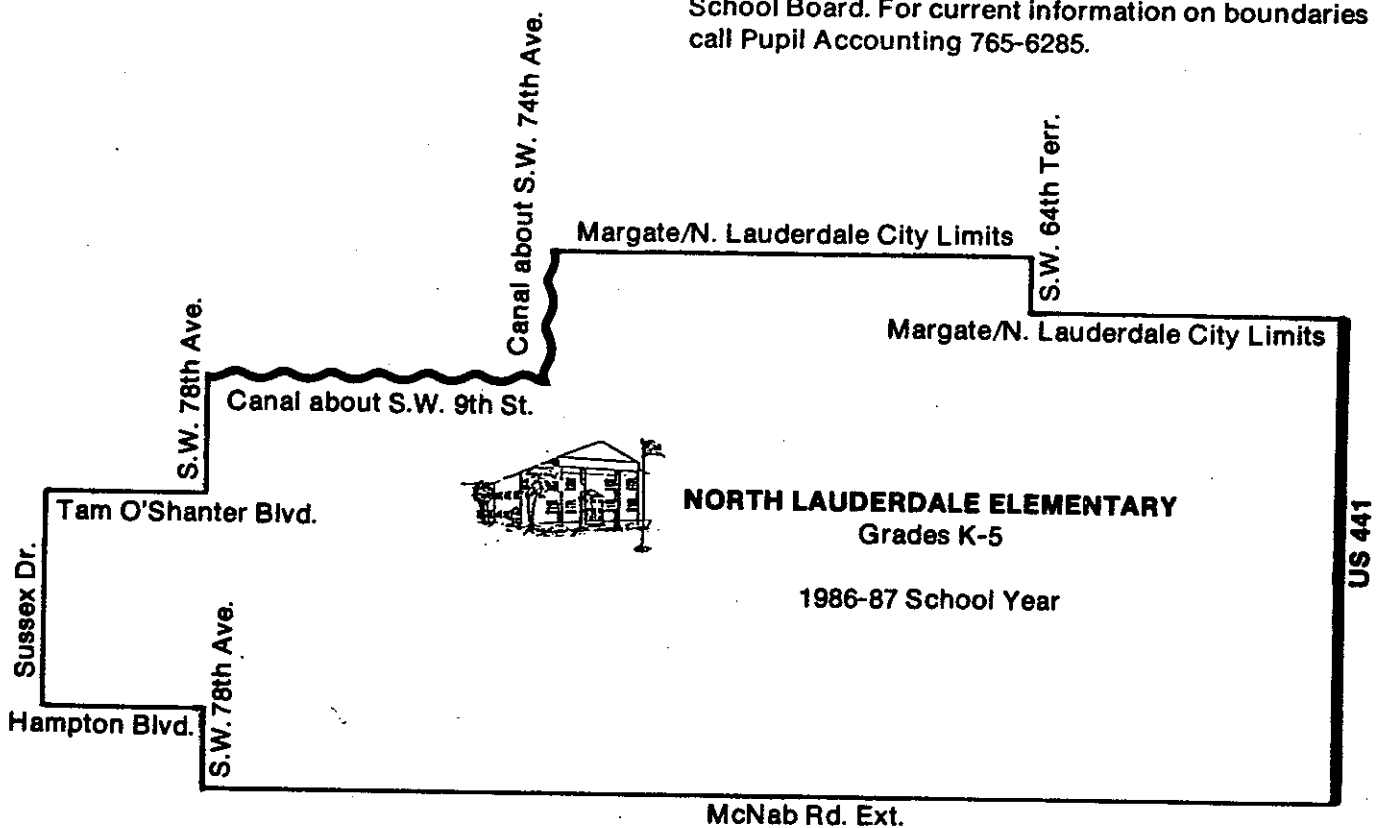 School Board. For current information on boundaries
call Pupil Accounting 765-6285.
Canal about S.W. 74th Ave.
S.W. 64th Terr.
Margate/N. Lauderdale City Limits
Margate/N. Lauderdale City Limits
S.W. 78th Ave.
Canal about S.W. 9th St.
Tam O'Shanter Blvd.
NORTH LAUDERDALE ELEMENTARY
Grades K-5
1986-87 School Year
US 441
Sussex Dr.
Hampton Blvd.
S.W. 78th Ave.
McNab Rd. Ext.